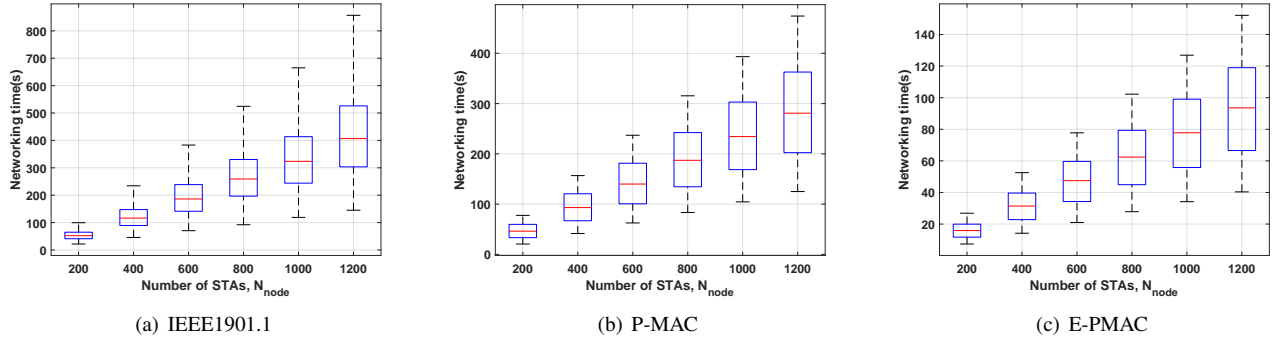 800
700
600
500
400
300
200
100
0
Networking time(s)
200 400 600 800 1000 1200
Number of STAs, N_node
(a) IEEE1901.1
400
300
200
100
0
Networking time(s)
200 400 600 800 1000 1200
Number of STAs, N_node
(b) P-MAC
140
120
100
80
60
40
20
Networking time(s)
200 400 600 800 1000 1200
Number of STAs, N_node
(c) E-PMAC